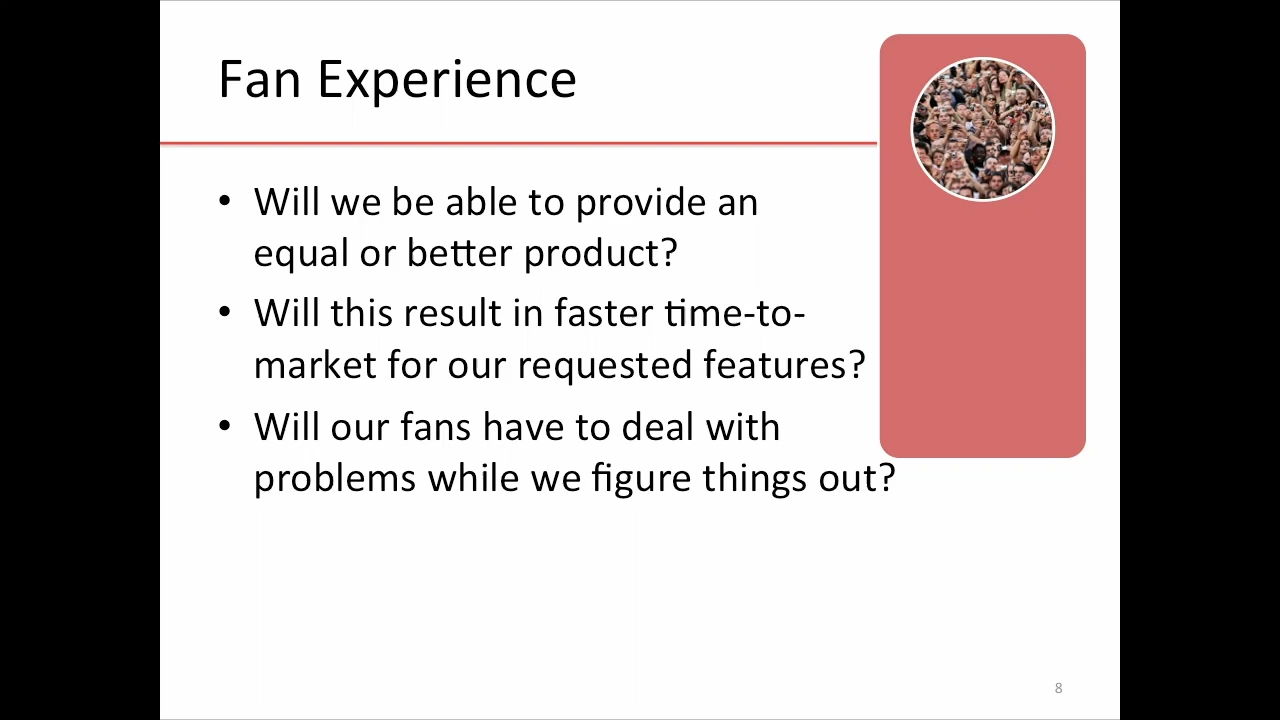 Fan Experience
• Will we be able to provide an
equal or better product?
• Will this result in faster time-to-
market for our requested features?
• Will our fans have to deal with
problems while we figure things out?
8